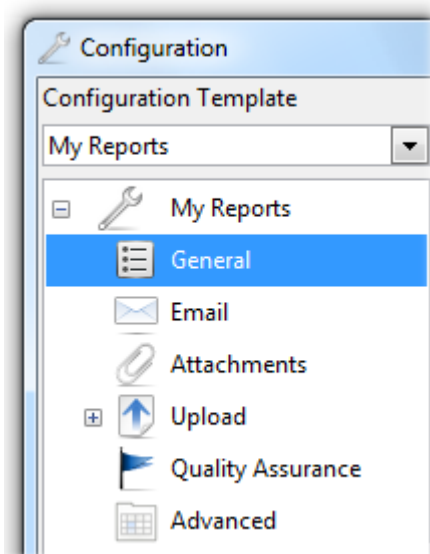 Configuration
Configuration Template
My Reports
My Reports
General
Email
Attachments
Upload
Quality Assurance
Advanced